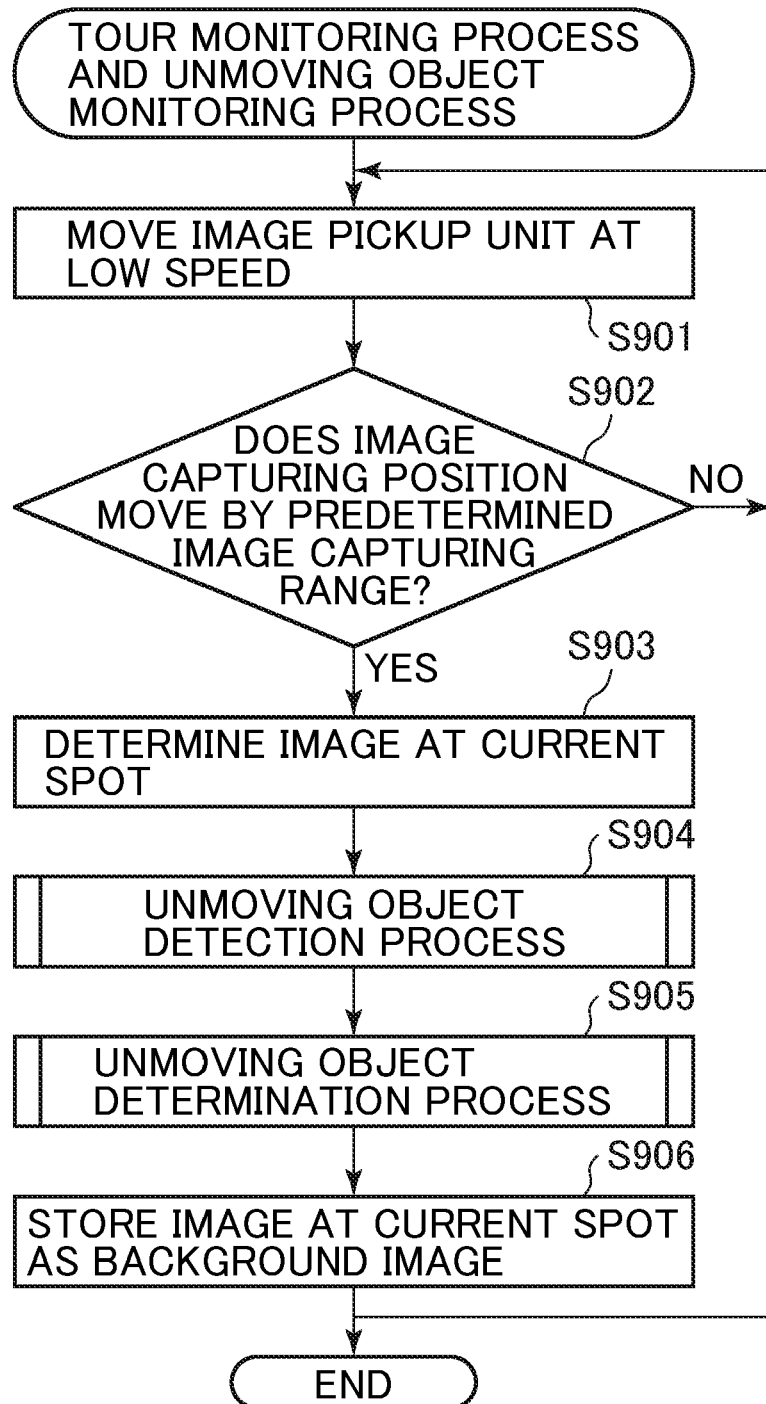 TOUR MONITORING PROCESS
AND UNMOVING OBJECT
MONITORING PROCESS
MOVE IMAGE PICKUP UNIT AT
LOW SPEED
S901
S902
DOES IMAGE
CAPTURING POSITION
MOVE BY PREDETERMINED
IMAGE CAPTURING
RANGE?
NO
YES
S903
DETERMINE IMAGE AT CURRENT
SPOT
S904
UNMOVING OBJECT
DETECTION PROCESS
S905
UNMOVING OBJECT
DETERMINATION PROCESS
S906
STORE IMAGE AT CURRENT SPOT
AS BACKGROUND IMAGE
END